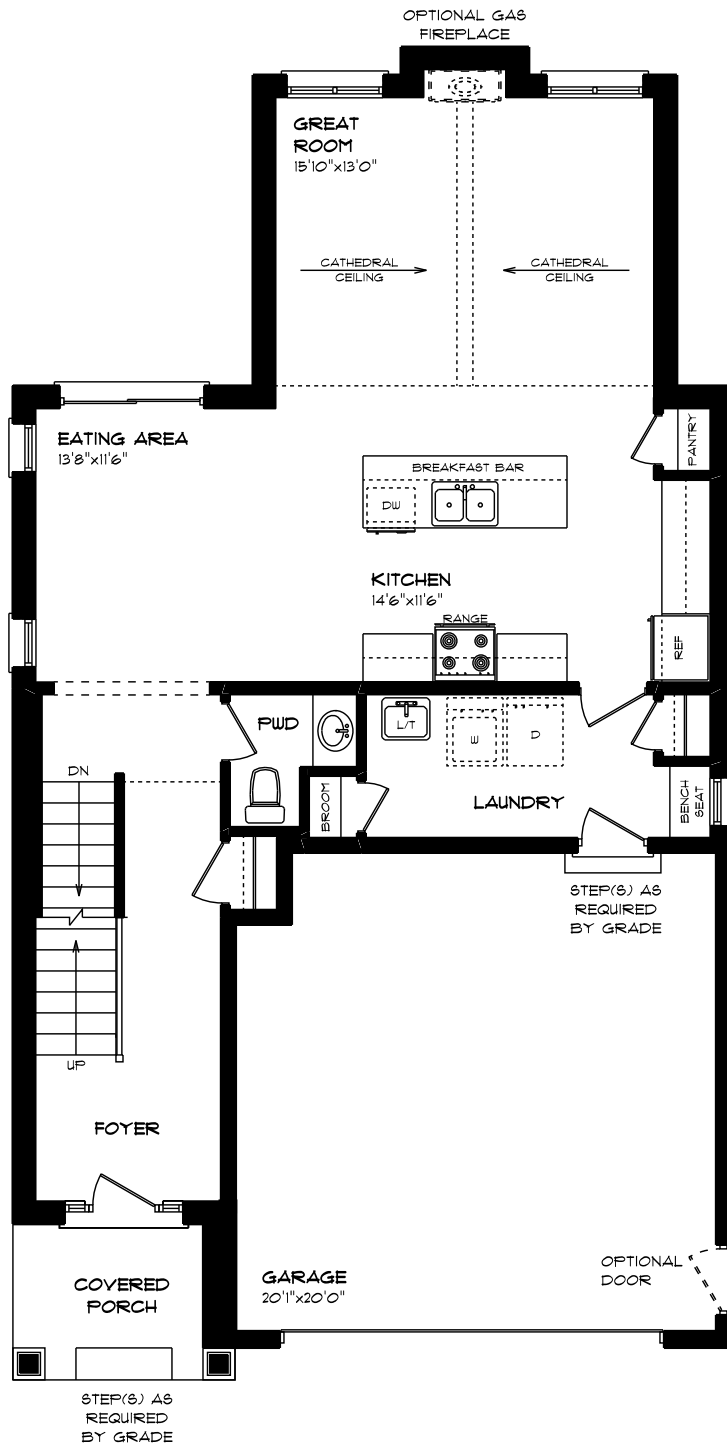 OPTIONAL GAS
FIREPLACE
GREAT
ROOM
15'10"x13'0"
CATHEDRAL
CEILING
CATHEDRAL
CEILING
EATING AREA
13'8"x11'6"
PANTRY
BREAKFAST BAR
DW
KITCHEN
14'6"x11'6"
RANGE
REF
PWD
L/T
W
D
DN
BROOM
LAUNDRY
BENCH
SEAT
STEP(S) AS
REQUIRED
BY GRADE
UP
FOYER
OPTIONAL
DOOR
GARAGE
20'1"x20'0"
COVERED
PORCH
STEP(S) AS
REQUIRED
BY GRADE